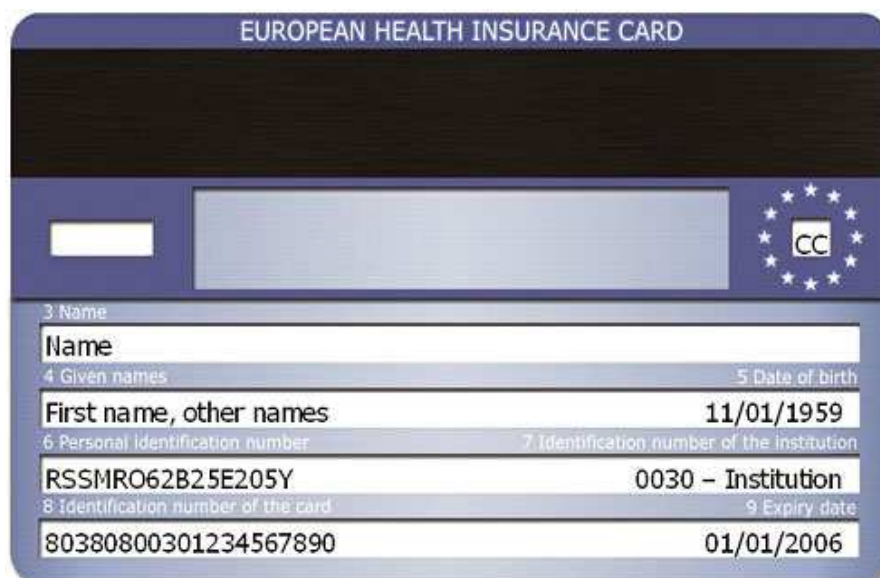 EUROPEAN HEALTH INSURANCE CARD
CC
3 Name
Name
4 Given names 5 Date of birth
First name, other names 11/01/1959
6 Personal identification number 7 Identification number of the institution
RSSMRO62B25E205Y 0030 – Institution
8 Identification number of the card 9 Expiry date
80380800301234567890 01/01/2006